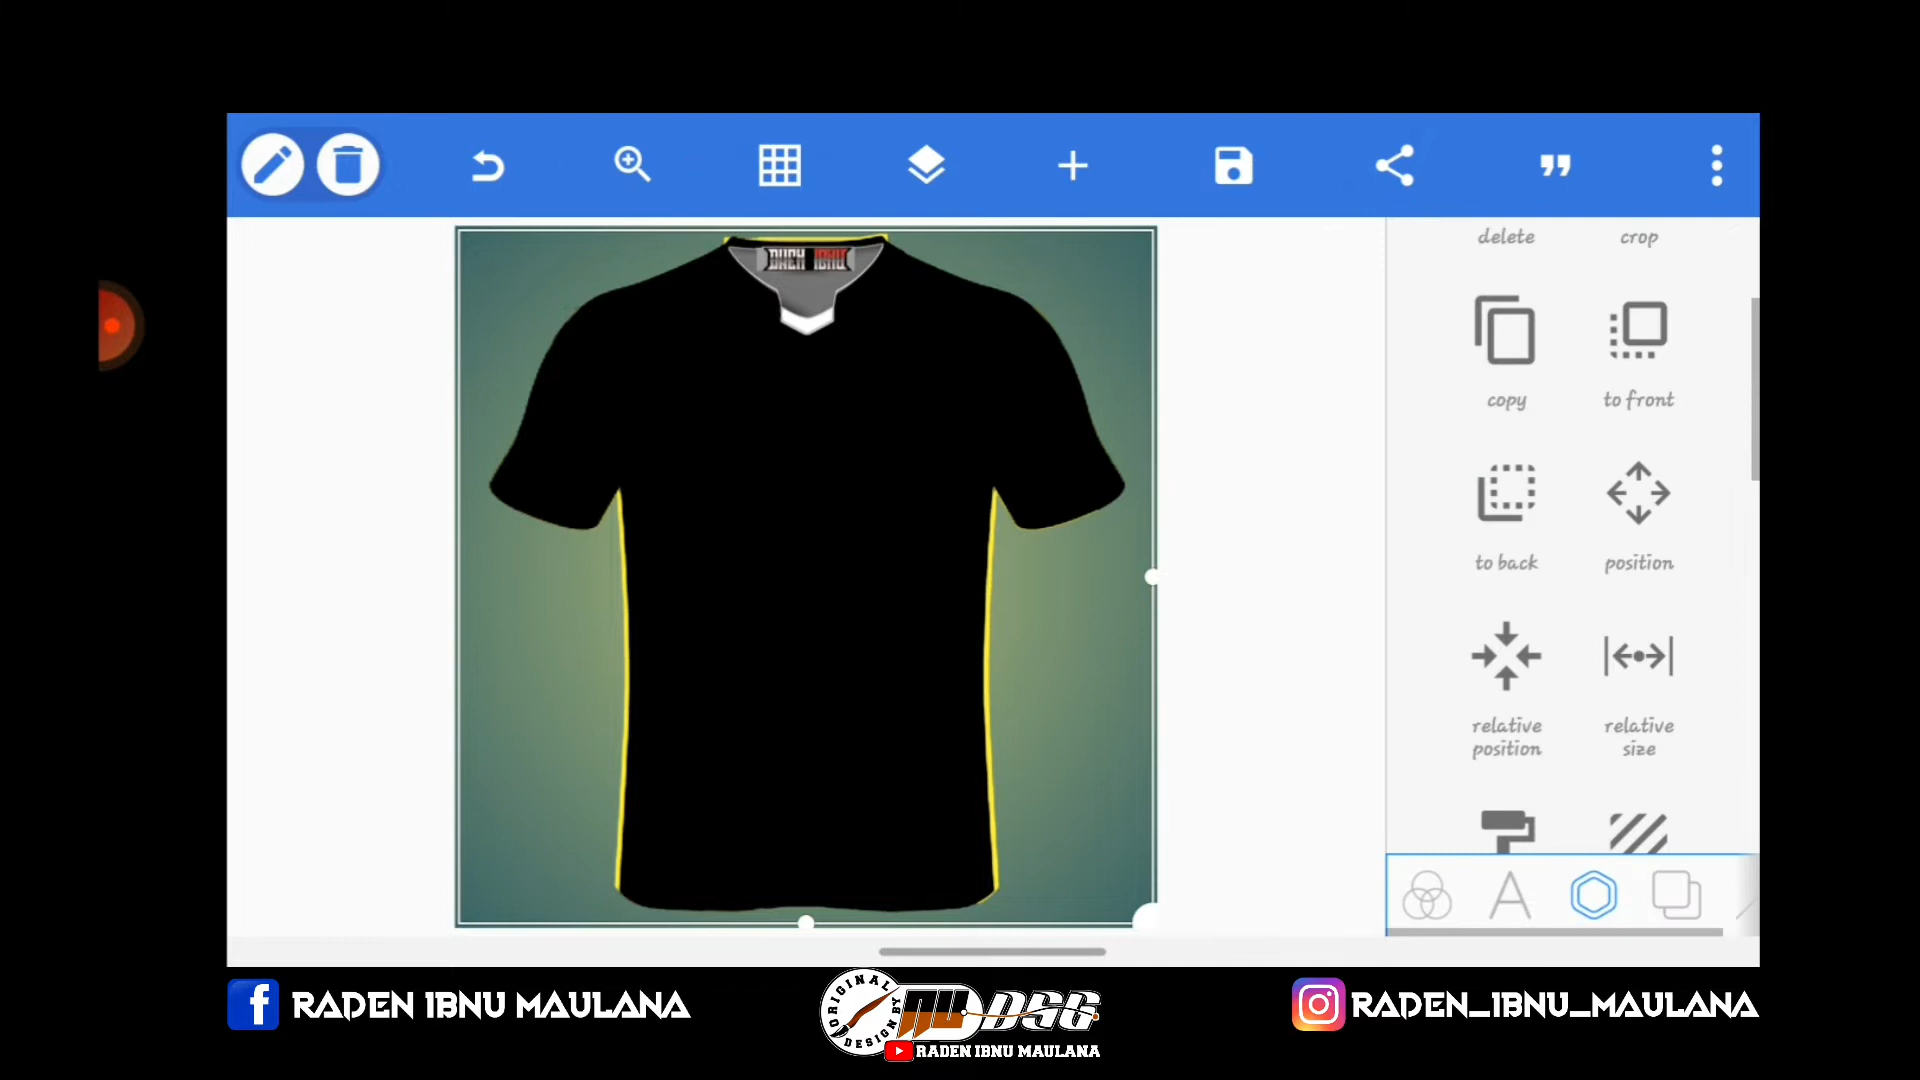 delete
crop
copy
to front
to back
position
relative position
relative size
RADEN IBNU MAULANA
ORIGINAL
DESIGN BY
DSG
RADEN IBNU MAULANA
RADEN_IBNU_MAULANA